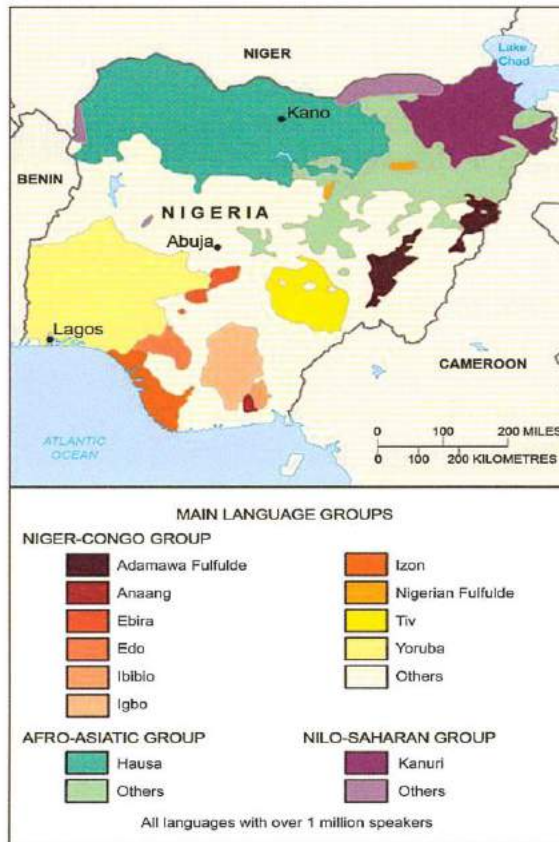 NIGER
Lake
Chad
Kano
BENIN
NIGERIA
Abuja
Lagos
CAMEROON
ATLANTIC
OCEAN
0 100 200 MILES
0 100 200 KILOMETRES
MAIN LANGUAGE GROUPS
NIGER-CONGO GROUP
Adamawa Fulfulde
Anaang
Ebira
Edo
Ibibio
Igbo
Izon
Nigerian Fulfulde
Tiv
Yoruba
Others
AFRO-ASIATIC GROUP
Hausa
Others
NILO-SAHARAN GROUP
Kanuri
Others
All languages with over 1 million speakers